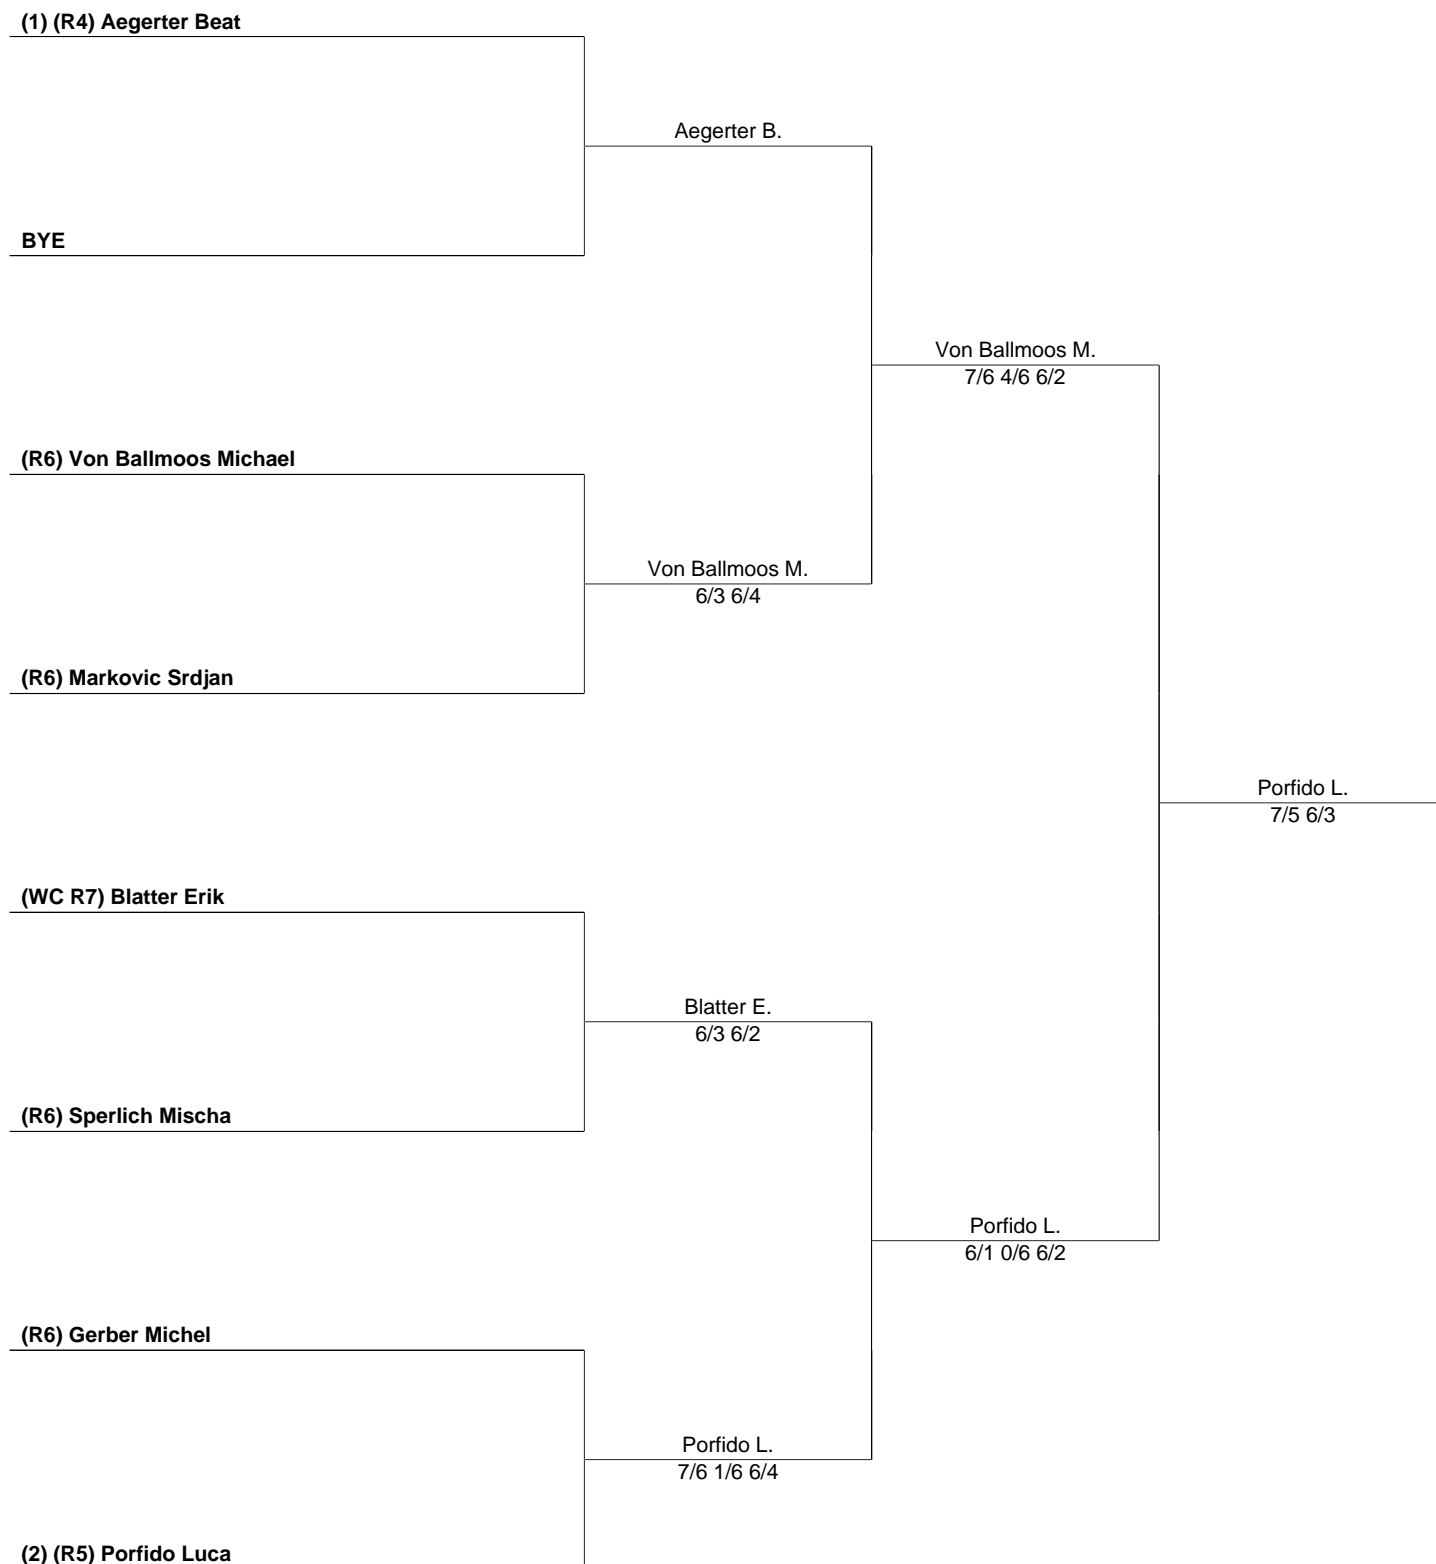 (1) (R4) Aegerter Beat
Aegerter B.
BYE
Von Ballmoos M.
7/6 4/6 6/2
(R6) Von Ballmoos Michael
Von Ballmoos M.
6/3 6/4
(R6) Markovic Srdjan
Porfido L.
7/5 6/3
(WC R7) Blatter Erik
Blatter E.
6/3 6/2
(R6) Sperlich Mischa
Porfido L.
6/1 0/6 6/2
(R6) Gerber Michel
Porfido L.
7/6 1/6 6/4
(2) (R5) Porfido Luca